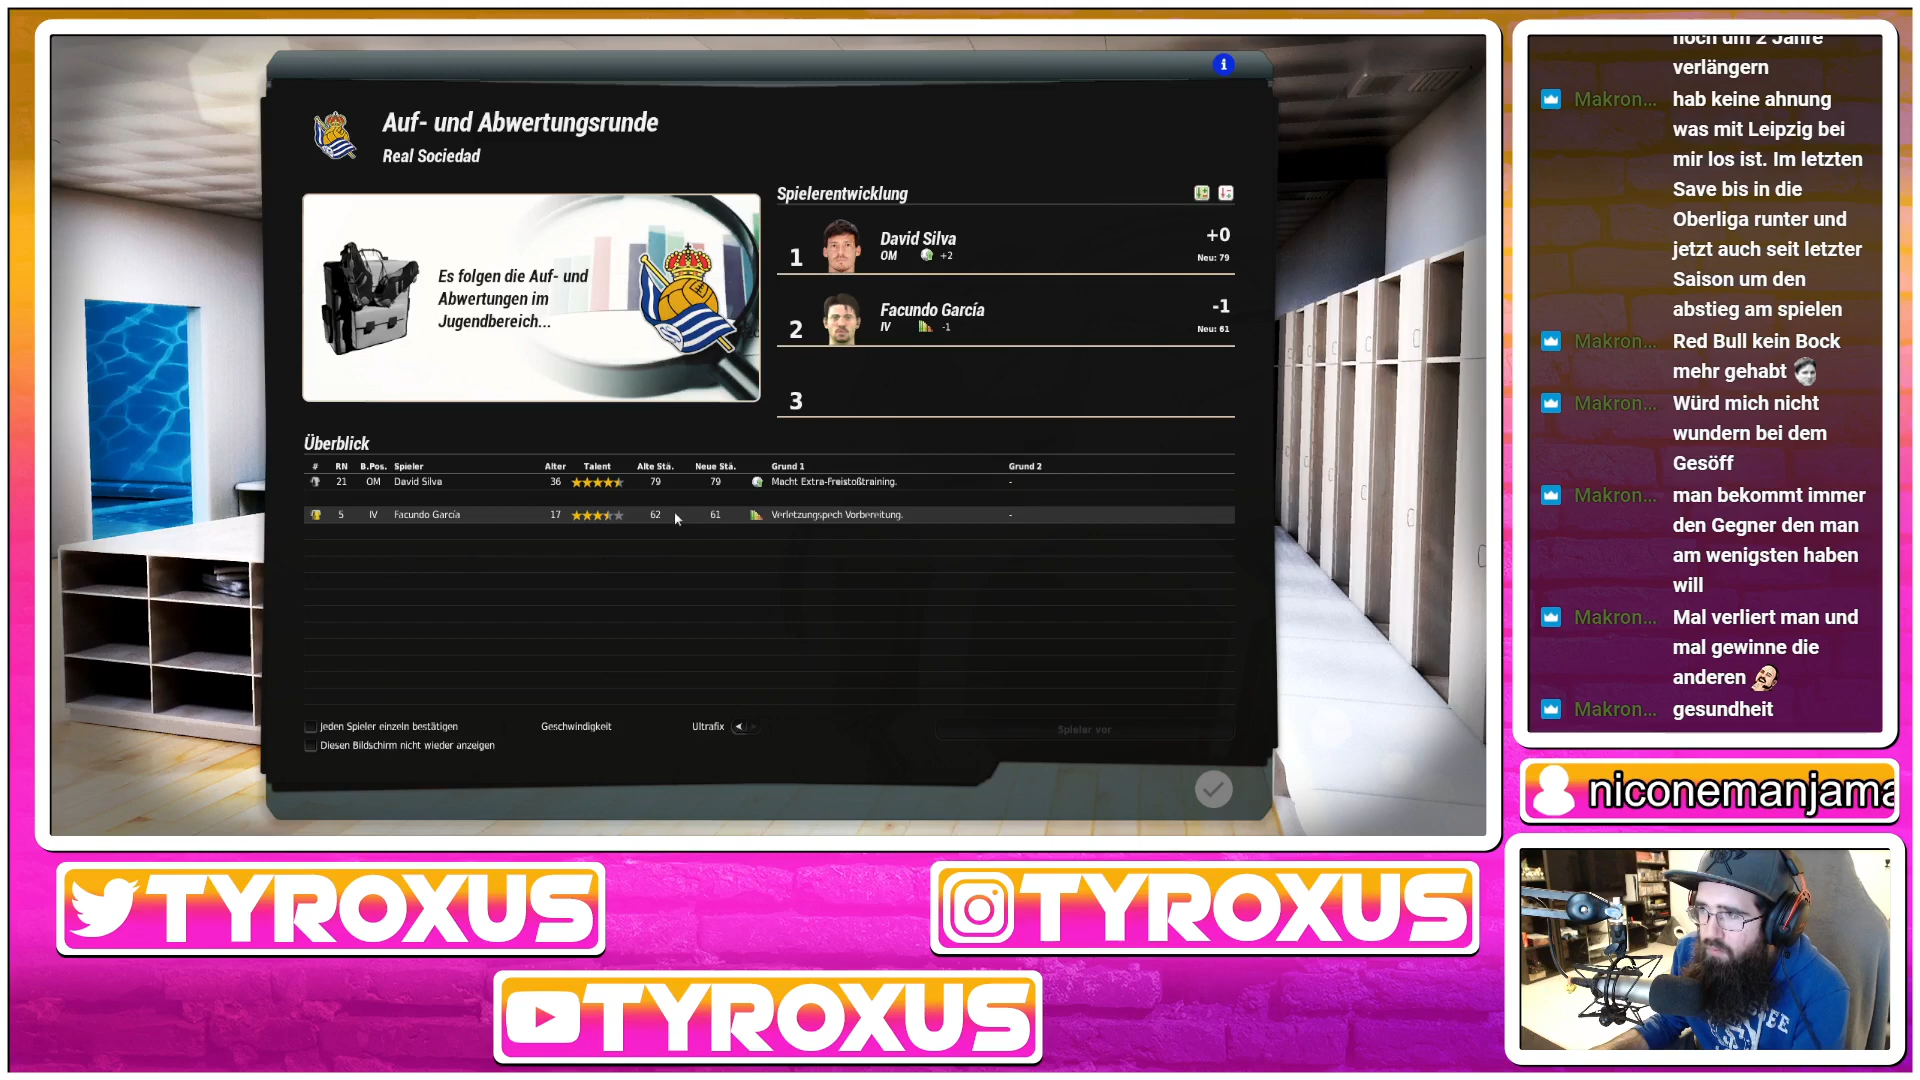 Auf- und Abwertungsrunde
Real Sociedad
Es folgen die Auf- und
Abwertungen im
Jugendbereich...
Spielerentwicklung
1
David Silva
OM +2
+0
Neu: 79
2
Facundo García
IV -1
-1
Neu: 61
3
Überblick
# RN B.Pos. Spieler Alter Talent Alte Stä. Neue Stä. Grund 1 Grund 2
21 OM David Silva 36 79 79 Macht Extra-Freistoßtraining. -
5 IV Facundo García 17 62 61 Verletzungspech Vorbereitung. -
Jeden Spieler einzeln bestätigen Geschwindigkeit Ultrafix
Spieler vor
Diesen Bildschirm nicht wieder anzeigen
noch um 2 Jahre
verlängern
Makron... hab keine ahnung
was mit Leipzig bei
mir los ist. Im letzten
Save bis in die
Oberliga runter und
jetzt auch seit letzter
Saison um den
abstieg am spielen
Makron... Red Bull kein Bock
mehr gehabt
Makron... Würd mich nicht
wundern bei dem
Gesöff
Makron... man bekommt immer
den Gegner den man
am wenigsten haben
will
Makron... Mal verliert man und
mal gewinne die
anderen
Makron... gesundheit
niconemanjama
TYROXUS
TYROXUS
TYROXUS